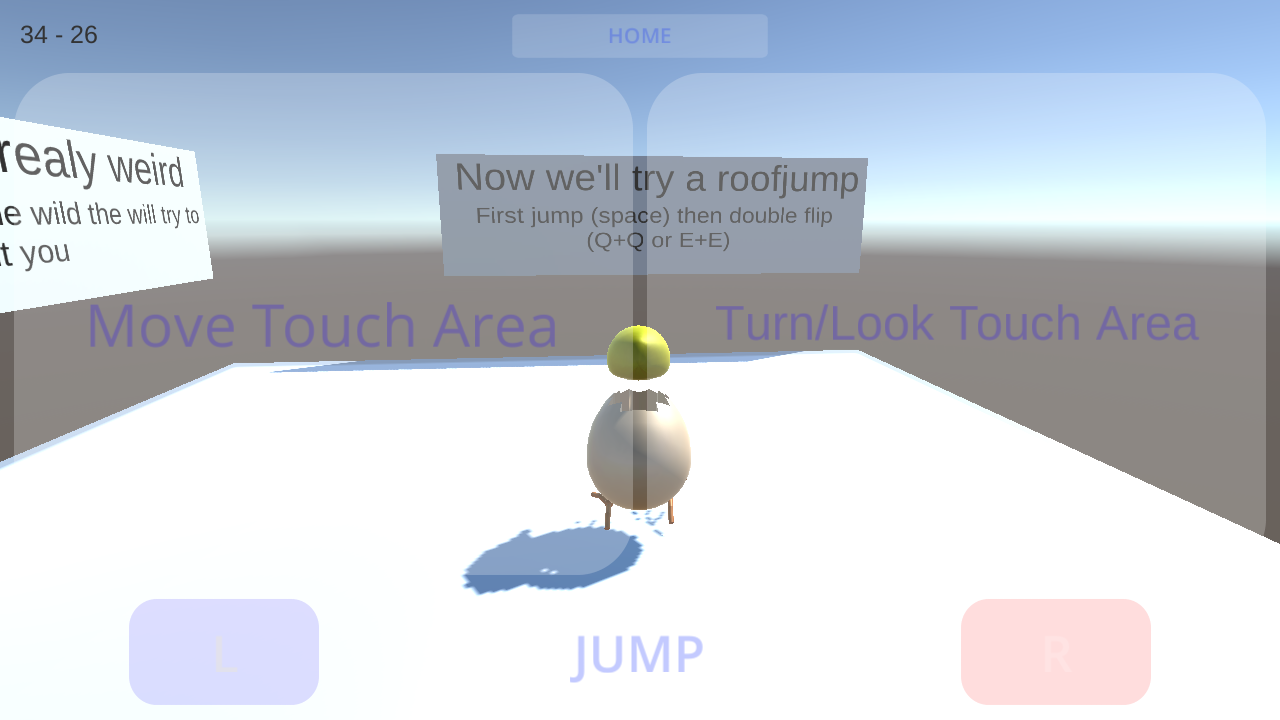 34 - 26
HOME
realy weird
e wild the will try to
t you
Now we'll try a roofjump
First jump (space) then double flip
(Q+Q or E+E)
Move Touch Area
Turn/Look Touch Area
L
JUMP
R